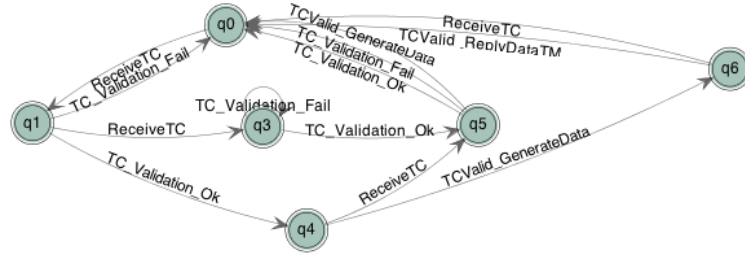 TCValid_GenerateData
ReceiveTC
q0
TCValid_ReplyDataTM
TC_Validation_Fail
TC_Validation_Ok
ReceiveTC
TC_Validation_Fail
q6
TC_Validation_Fail
q1
ReceiveTC
q3
TC_Validation_Ok
q5
TCValid_GenerateData
TC_Validation_Ok
ReceiveTC
q4